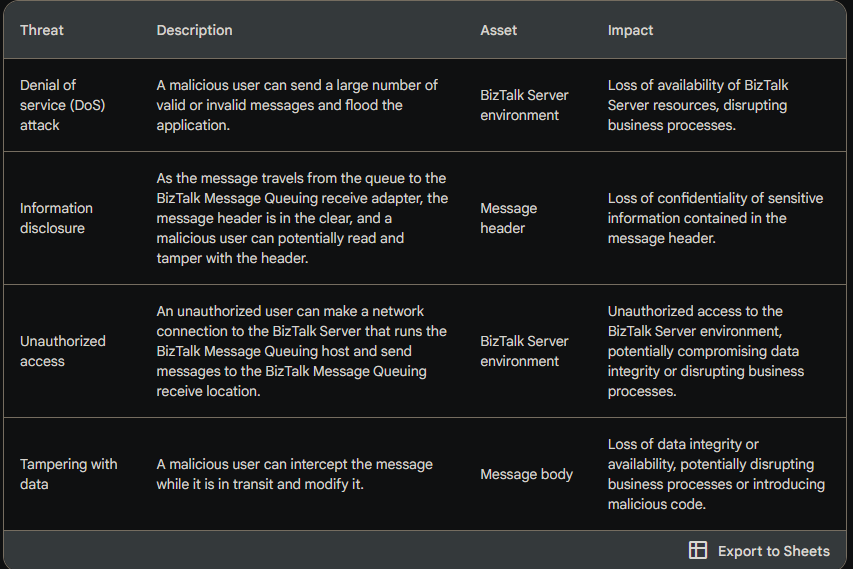 Threat
Description
Asset
Impact
Denial of
service (DoS)
attack
A malicious user can send a large number of
valid or invalid messages and flood the
application.
BizTalk Server
environment
Loss of availability of BizTalk
Server resources, disrupting
business processes.
Information
disclosure
As the message travels from the queue to the
BizTalk Message Queuing receive adapter, the
message header is in the clear, and a
malicious user can potentially read and
tamper with the header.
Message
header
Loss of confidentiality of sensitive
information contained in the
message header.
Unauthorized
access
An unauthorized user can make a network
connection to the BizTalk Server that runs the
BizTalk Message Queuing host and send
messages to the BizTalk Message Queuing
receive location.
BizTalk Server
environment
Unauthorized access to the
BizTalk Server environment,
potentially compromising data
integrity or disrupting business
processes.
Tampering with
data
A malicious user can intercept the message
while it is in transit and modify it.
Message body
Loss of data integrity or
availability, potentially disrupting
business processes or introducing
malicious code.
Export to Sheets